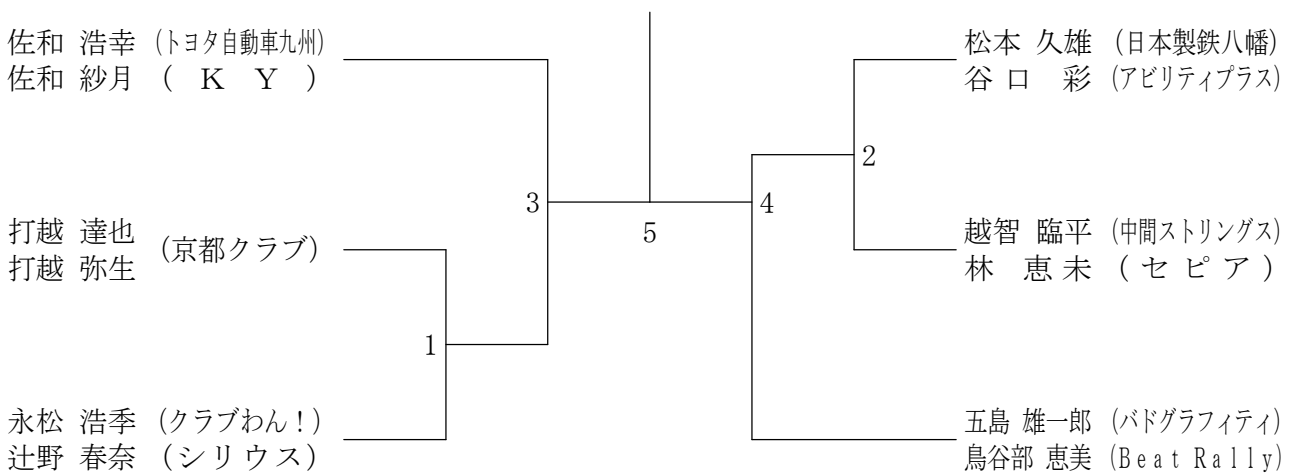 佐和 浩幸 (トヨタ自動車九州)
佐和 紗月 ( K Y )
打越 達也
打越 弥生
(京都クラブ)
永松 浩季 (クラブわん!)
辻野 春奈 (シリウス)
1
3
5
4
2
松本 久雄 (日本製鉄八幡)
谷口 彩 (アビリティプラス)
越智 臨平 (中間ストリングス)
林 恵未 (セピア)
五島 雄一郎 (バドグラフィティ)
鳥谷部 恵美 (Beat Rally)